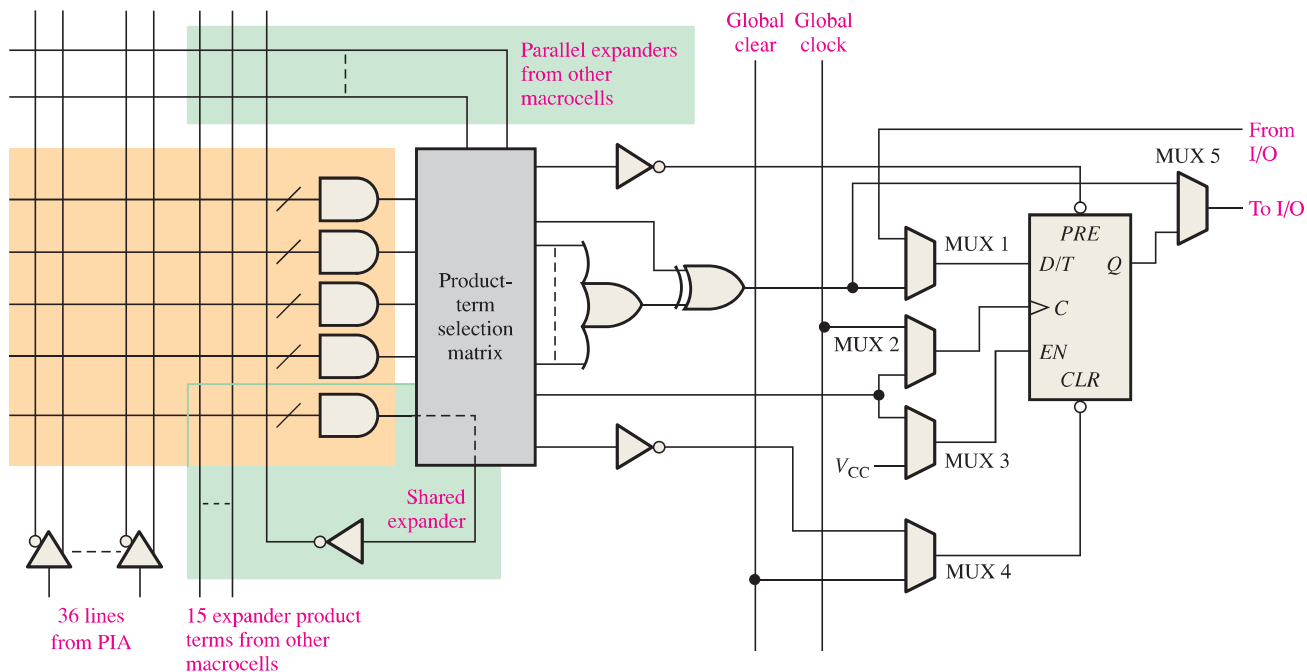 Global Global
clear clock
Parallel expanders
from other
macrocells
From
I/O
MUX 5
To I/O
PRE
MUX 1
D/T Q
Product-
term
selection
matrix
C
MUX 2
EN
CLR
MUX 3
VCC
Shared
expander
MUX 4
36 lines
from PIA
15 expander product
terms from other
macrocells